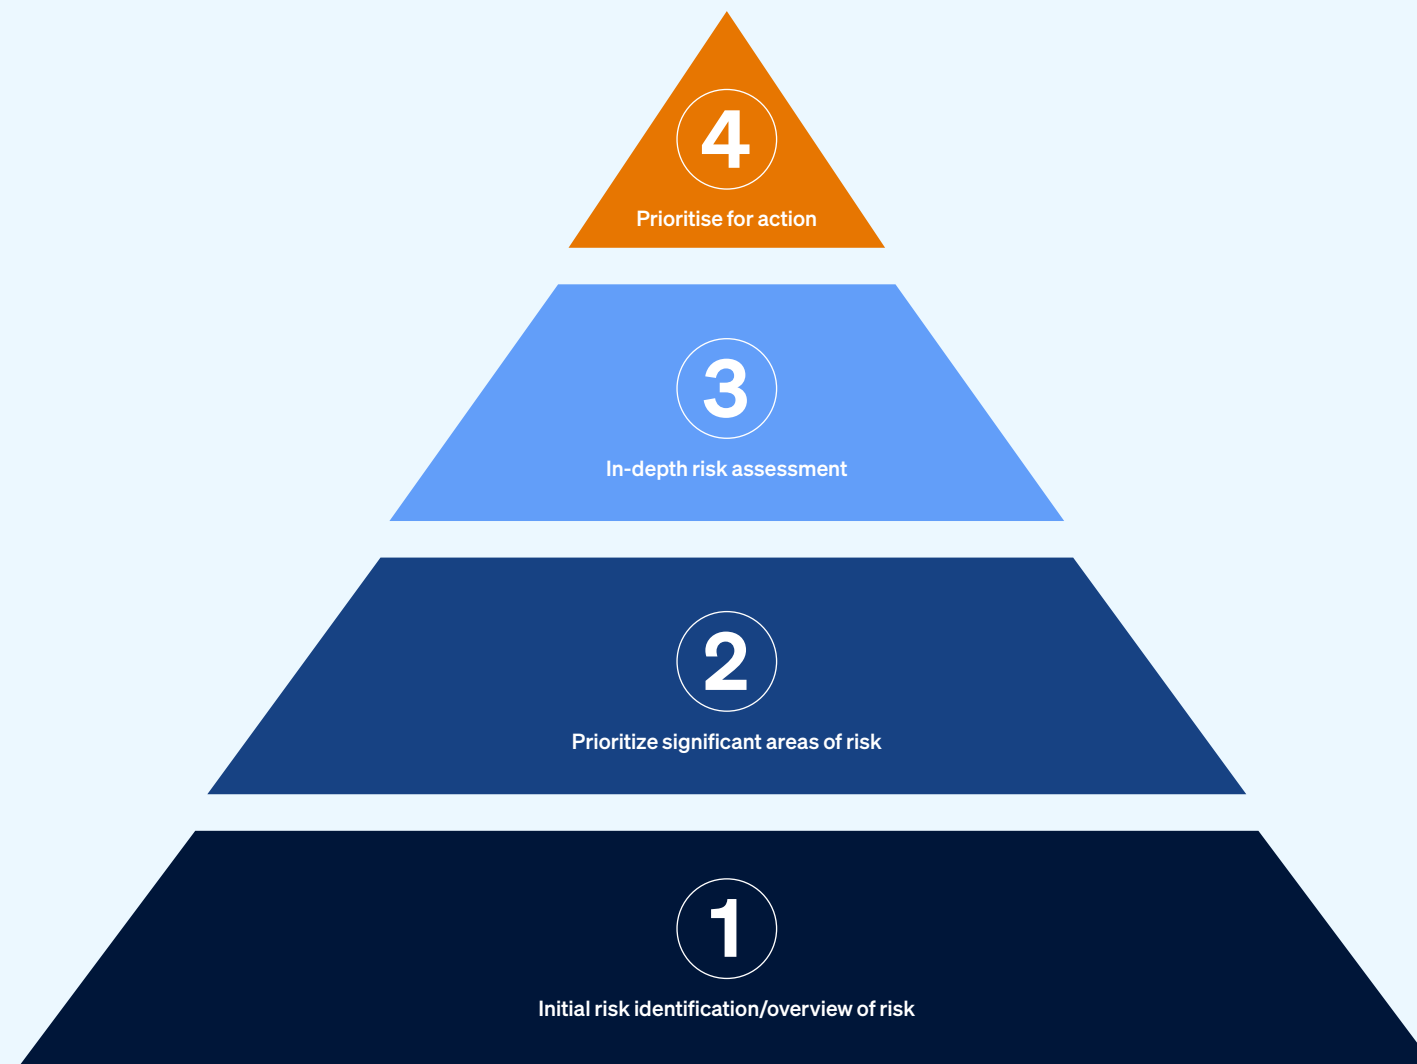 4
Prioritise for action
3
In-depth risk assessment
2
Prioritize significant areas of risk
1
Initial risk identification/overview of risk